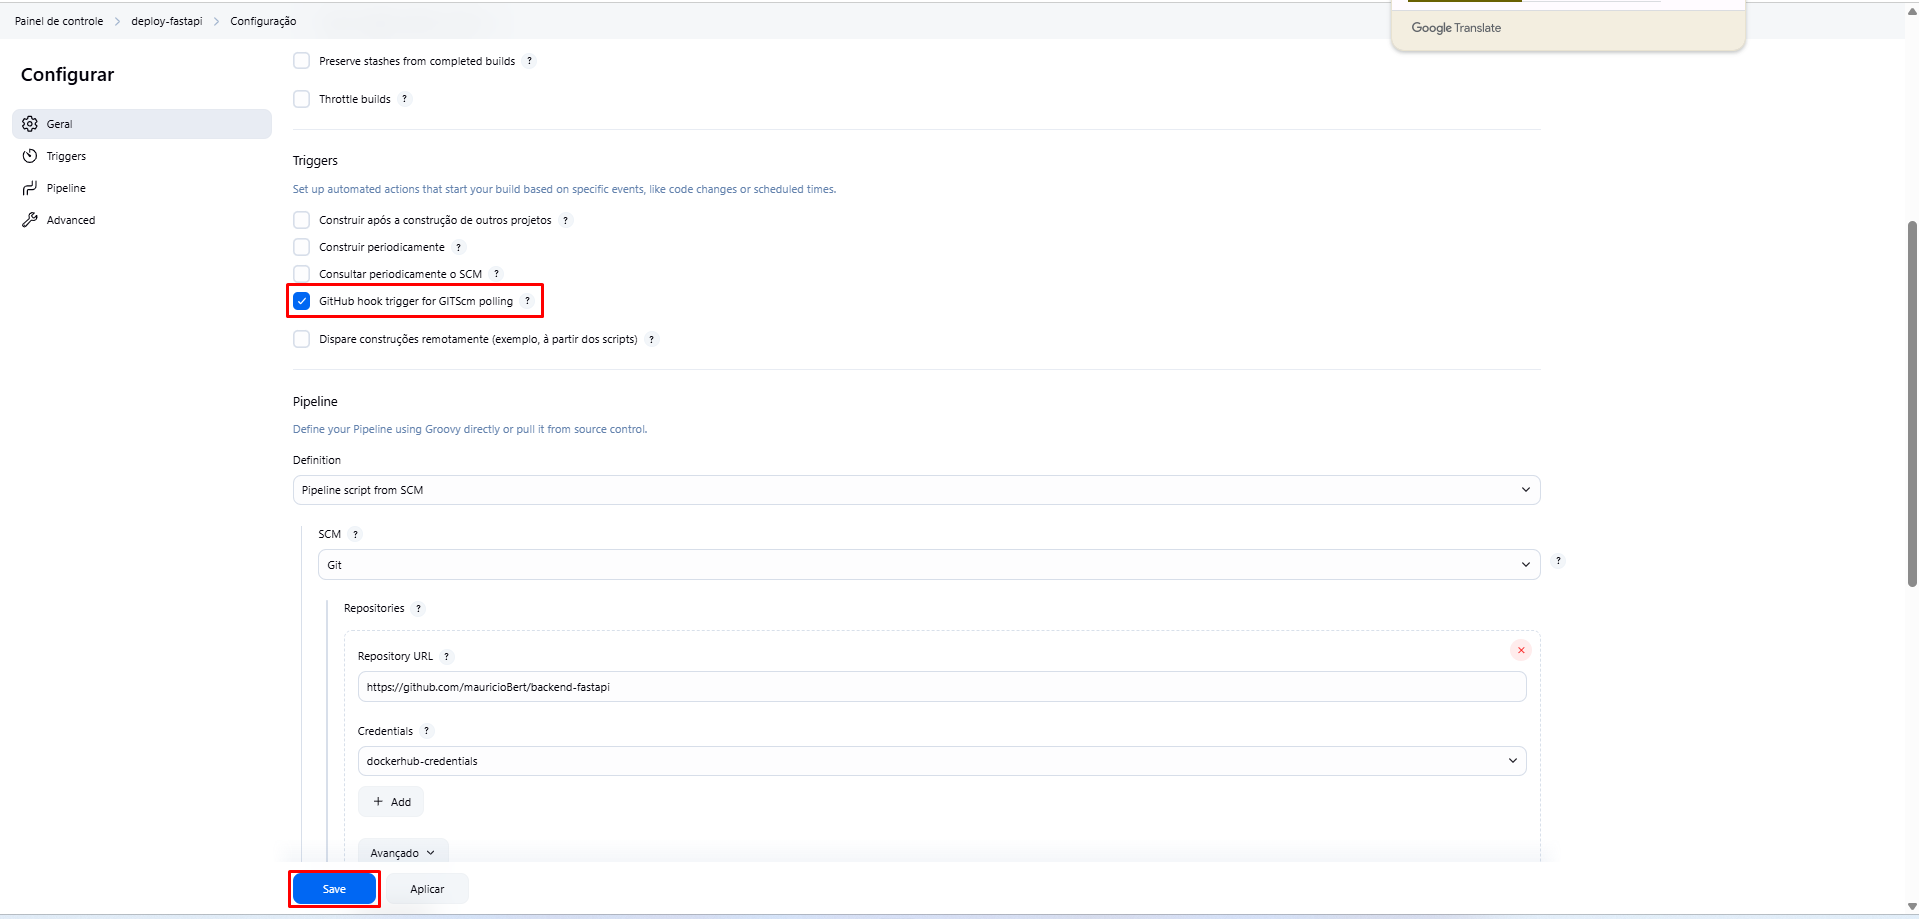 Painel de controle > deploy-fastapi > Configuração
Google Translate
Configurar
Geral
Triggers
Pipeline
Advanced
Preserve stashes from completed builds ?
Throttle builds ?
Triggers
Set up automated actions that start your build based on specific events, like code changes or scheduled times.
Construir após a construção de outros projetos ?
Construir periodicamente ?
Consultar periodicamente o SCM ?
GitHub hook trigger for GITScm polling ?
Dispare construções remotamente (exemplo, à partir dos scripts) ?
Pipeline
Define your Pipeline using Groovy directly or pull it from source control.
Definition
Pipeline script from SCM
SCM ?
Git
?
Repositories ?
Repository URL ?
https://github.com/mauricioBert/backend-fastapi
Credentials ?
dockerhub-credentials
+ Add
Avançado
Save
Aplicar